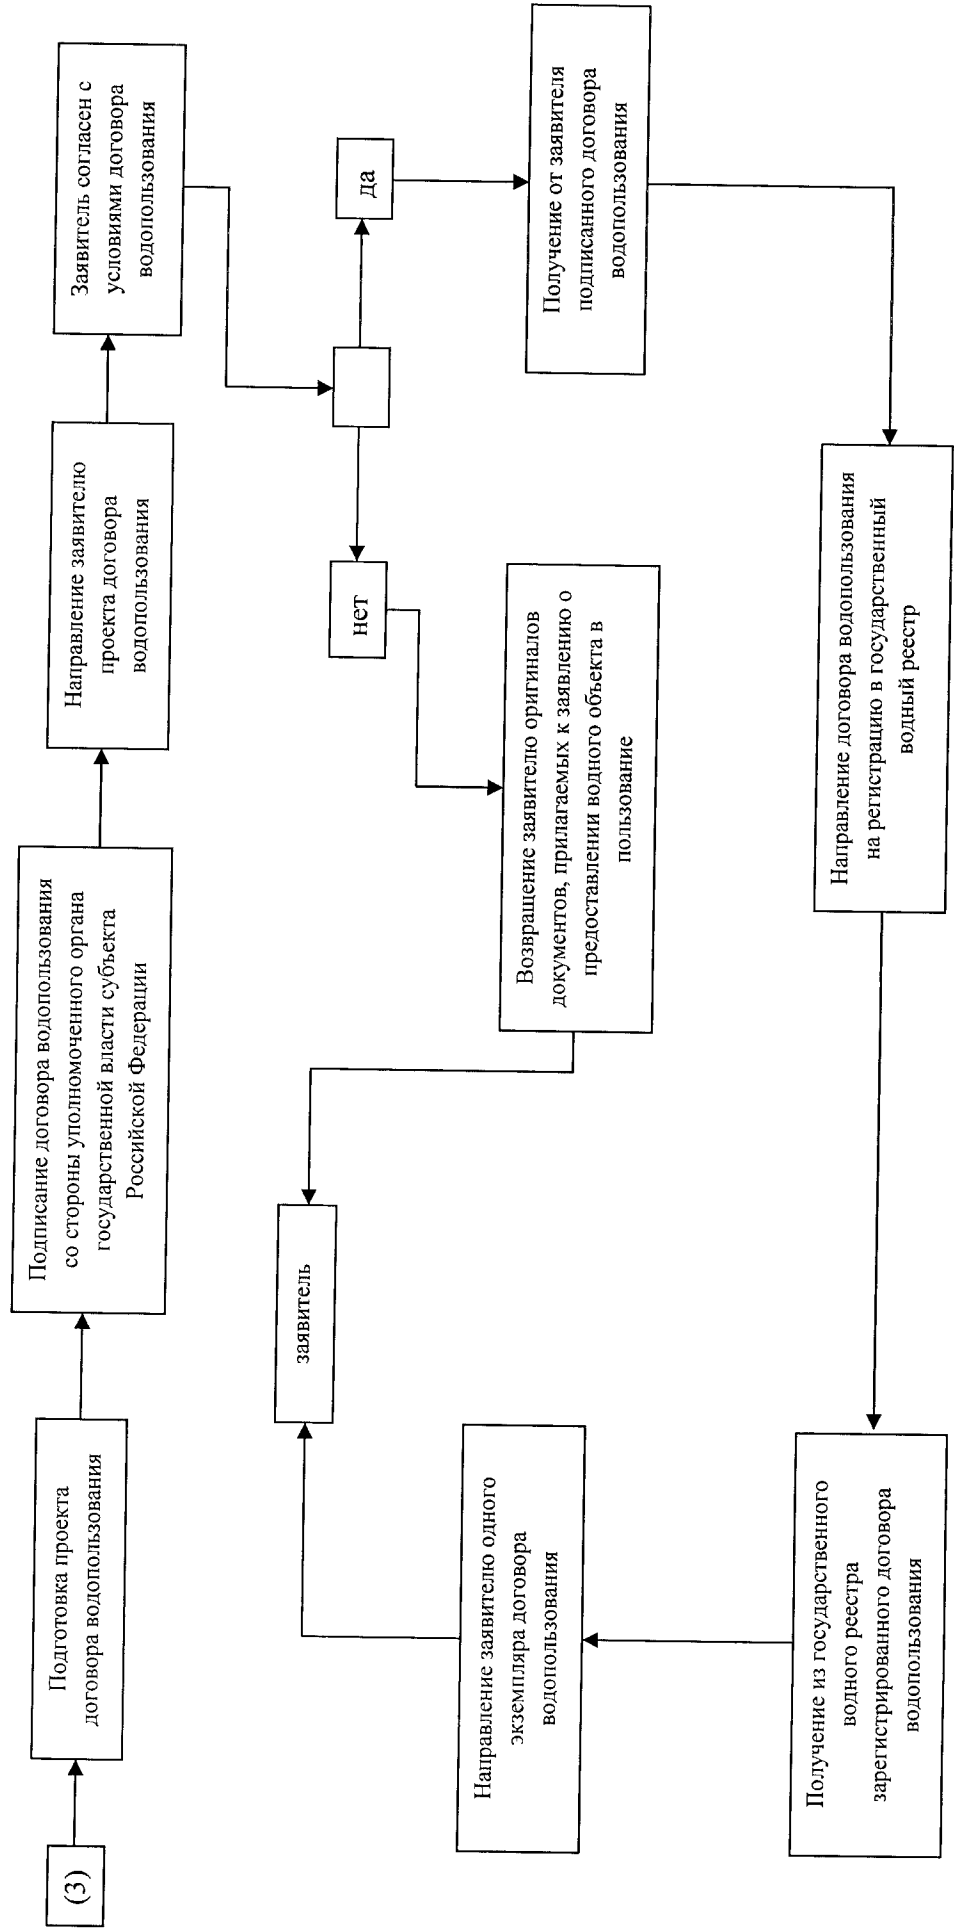 (3)
Подготовка проекта
договора водопользования
Подписание договора водопользования
со стороны уполномоченного органа
государственной власти субъекта
Российской Федерации
Направление заявителю
проекта договора
водопользования
Заявитель согласен с
условиями договора
водопользования
да
нет
Получение от заявителя
подписанного договора
водопользования
Возвращение заявителю оригиналов
документов, прилагаемых к заявлению о
предоставлении водного объекта в
пользование
заявитель
Направление договора водопользования
на регистрацию в государственный
водный реестр
Получение из государственного
водного реестра
зарегистрированного договора
водопользования
Направление заявителю одного
экземпляра договора
водопользования